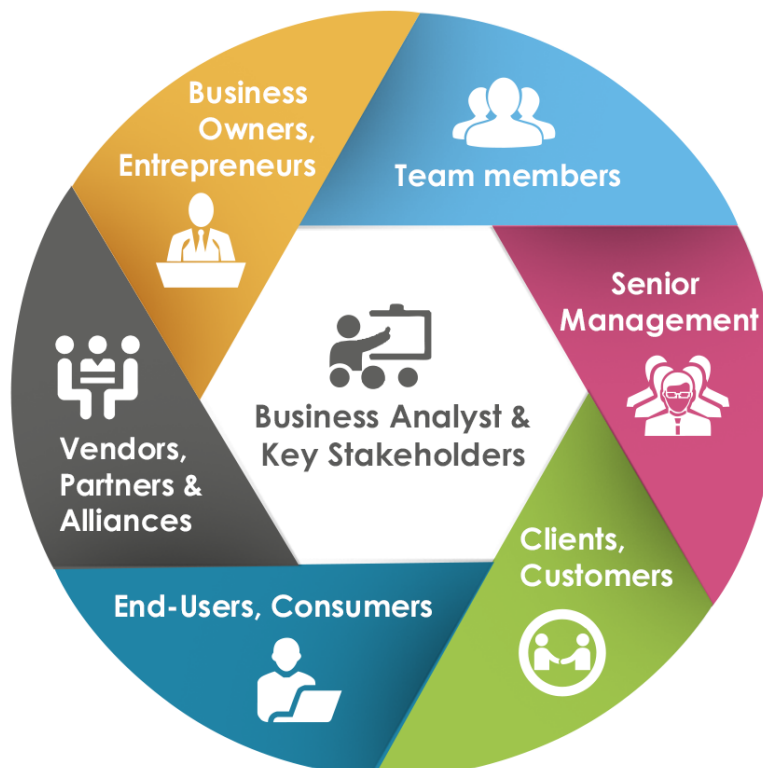 Business
Owners,
Entrepreneurs
Team members
Senior
Management
Business Analyst &
Key Stakeholders
Vendors,
Partners &
Alliances
Clients,
Customers
End-Users, Consumers